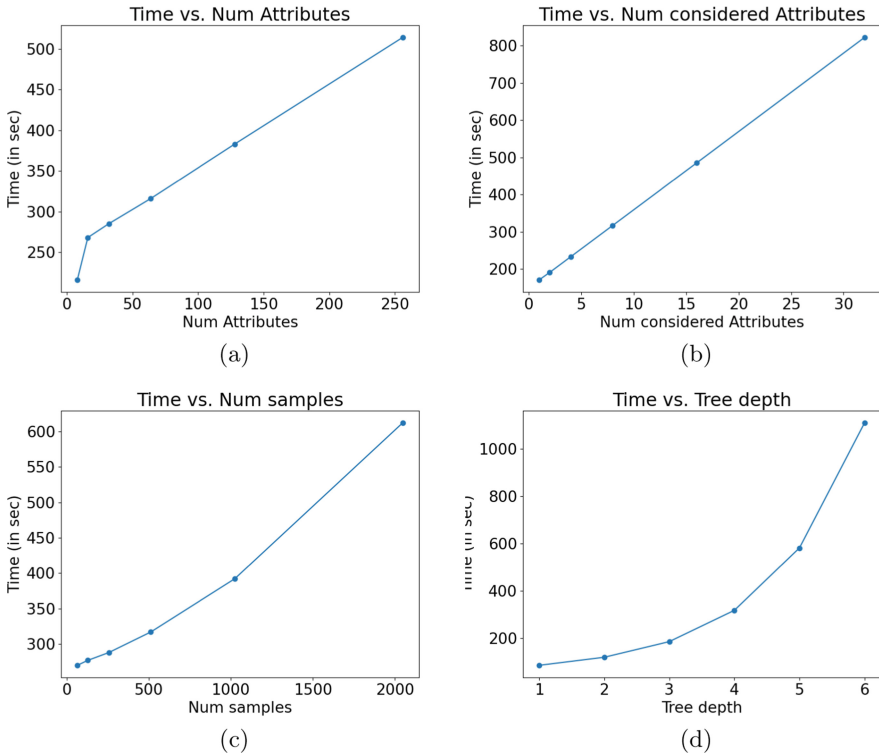 Time vs. Num Attributes
500
450
400
350
300
250
Time (in sec)
0 50 100 150 200 250
Num Attributes
(a)
Time vs. Num considered Attributes
800
700
600
500
400
300
200
Time (in sec)
0 5 10 15 20 25 30
Num considered Attributes
(b)
Time vs. Num samples
600
550
500
450
400
350
300
Time (in sec)
0 500 1000 1500 2000
Num samples
(c)
Time vs. Tree depth
1000
800
600
400
200
Time (in sec)
1 2 3 4 5 6
Tree depth
(d)